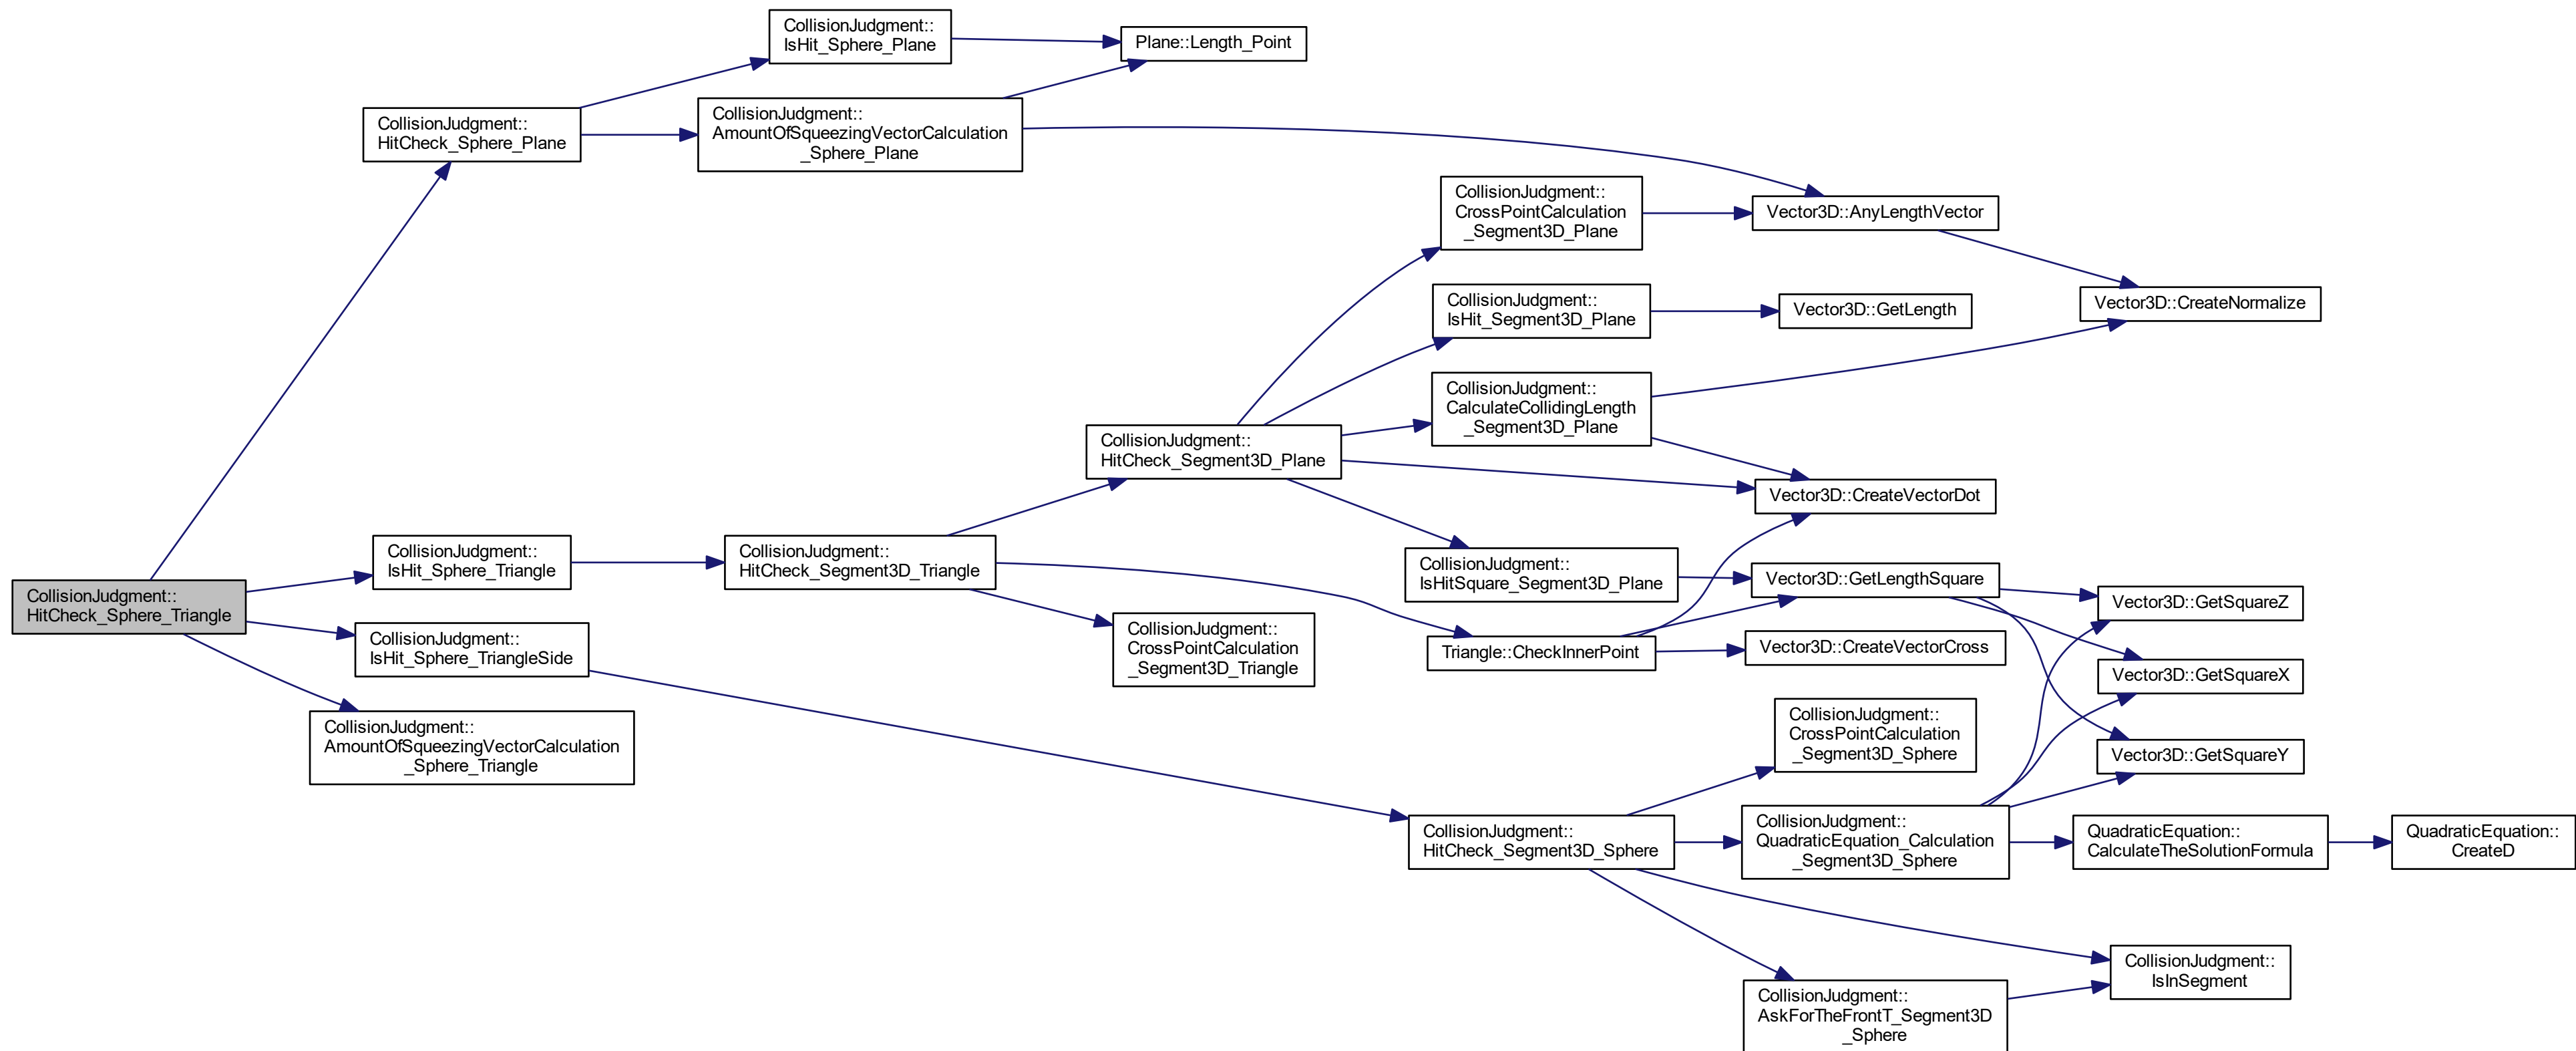 CollisionJudgment::
IsHit_Sphere_Plane
Plane::Length_Point
CollisionJudgment::
HitCheck_Sphere_Plane
CollisionJudgment::
AmountOfSqueezingVectorCalculation
_Sphere_Plane
CollisionJudgment::
CrossPointCalculation
_Segment3D_Plane
Vector3D::AnyLengthVector
CollisionJudgment::
IsHit_Segment3D_Plane
Vector3D::GetLength
Vector3D::CreateNormalize
CollisionJudgment::
CalculateCollidingLength
_Segment3D_Plane
CollisionJudgment::
HitCheck_Segment3D_Plane
Vector3D::CreateVectorDot
CollisionJudgment::
HitCheck_Sphere_Triangle
CollisionJudgment::
IsHit_Sphere_Triangle
CollisionJudgment::
HitCheck_Segment3D_Triangle
CollisionJudgment::
IsHitSquare_Segment3D_Plane
Vector3D::GetLengthSquare
Vector3D::GetSquareZ
CollisionJudgment::
IsHit_Sphere_TriangleSide
CollisionJudgment::
CrossPointCalculation
_Segment3D_Triangle
Triangle::CheckInnerPoint
Vector3D::CreateVectorCross
Vector3D::GetSquareX
CollisionJudgment::
AmountOfSqueezingVectorCalculation
_Sphere_Triangle
CollisionJudgment::
CrossPointCalculation
_Segment3D_Sphere
Vector3D::GetSquareY
CollisionJudgment::
HitCheck_Segment3D_Sphere
CollisionJudgment::
QuadraticEquation_Calculation
_Segment3D_Sphere
QuadraticEquation::
CalculateTheSolutionFormula
QuadraticEquation::
CreateD
CollisionJudgment::
IsInSegment
CollisionJudgment::
AskForTheFrontT_Segment3D
_Sphere